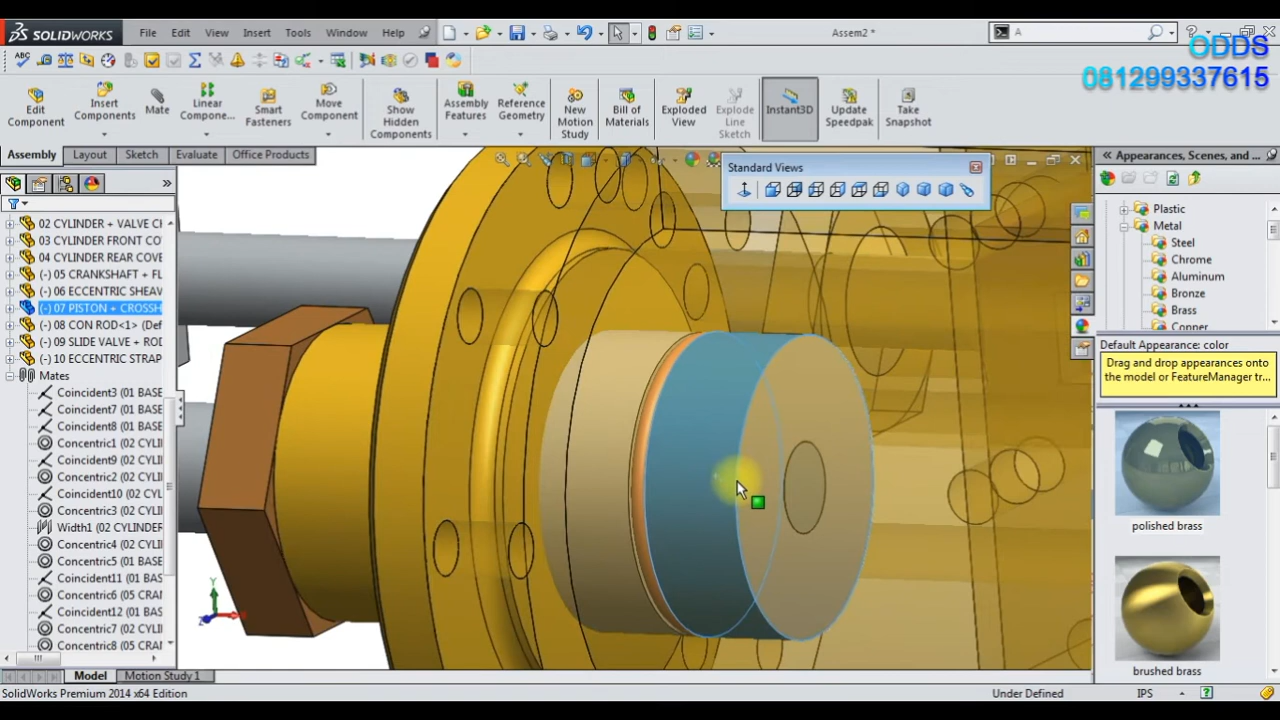 SOLIDWORKS
File
Edit
View
Insert
Tools
Window
Help
Assem2 *
A
ODDS
081299337615
Edit
Component
Insert
Components
Mate
Linear
Compone...
Smart
Fasteners
Move
Component
Show
Hidden
Components
Assembly
Features
Reference
Geometry
New
Motion
Study
Bill of
Materials
Exploded
View
Explode
Line
Sketch
Instant3D
Update
Speedpak
Take
Snapshot
Assembly
Layout
Sketch
Evaluate
Office Products
Standard Views
02 CYLINDER + VALVE CH
03 CYLINDER FRONT CO
04 CYLINDER REAR COVE
(-) 05 CRANKSHAFT + FL
(-) 06 ECCENTRIC SHEAV
(-) 07 PISTON + CROSSH
(-) 08 CON ROD<1> (Def
(-) 09 SLIDE VALVE + ROD
(-) 10 ECCENTRIC STRAP
Mates
Coincident3 (01 BASE
Coincident7 (01 BASE
Coincident8 (01 BASE
Concentric1 (02 CYLI
Coincident9 (02 CYLI
Concentric2 (02 CYLI
Coincident10 (02 CYL
Concentric3 (02 CYLI
Width1 (02 CYLINDER
Concentric4 (02 CYLI
Concentric5 (01 BASE
Coincident11 (01 BAS
Concentric6 (01 BASE
Coincident12 (01 BAS
Concentric7 (02 CYLI
Concentric8 (05 CRAN
Y
X
Z
Appearances, Scenes, and...
Plastic
Metal
Steel
Chrome
Aluminum
Bronze
Brass
Copper
Default Appearance: color
Drag and drop appearances onto
the model or FeatureManager tr...
polished brass
brushed brass
Model
Motion Study 1
SolidWorks Premium 2014 x64 Edition
Under Defined
IPS